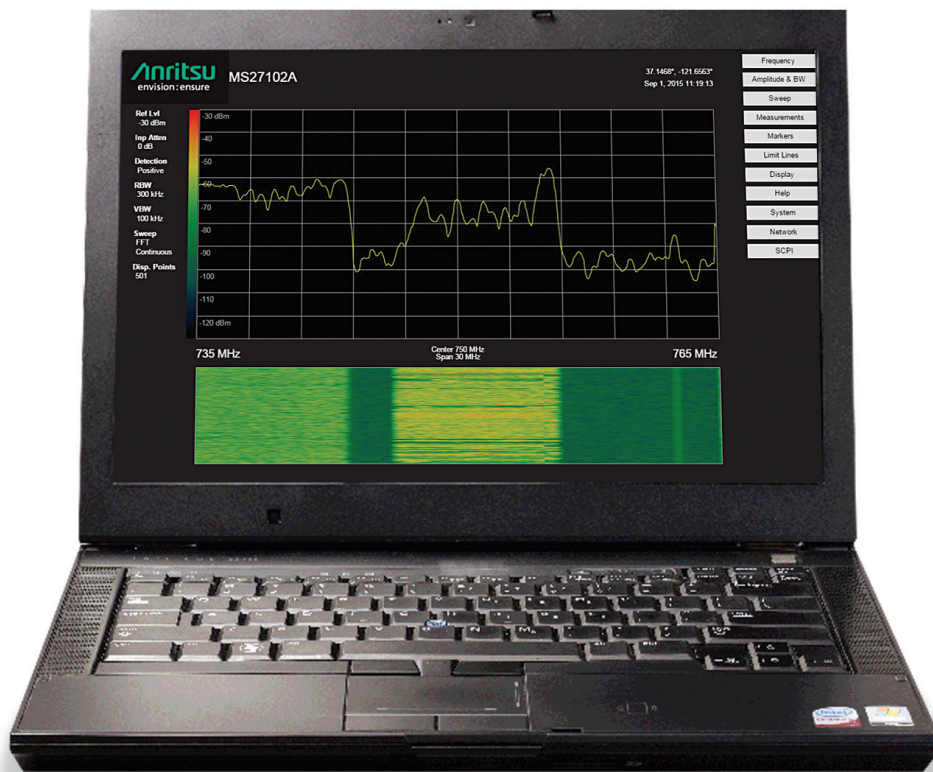 Anritsu
envision : ensure
MS27102A
37.1468°, -121.6563°
Sep 1, 2015 11:19:13
Frequency
Amplitude & BW
Sweep
Measurements
Markers
Limit Lines
Display
Help
System
Network
SCPI
Ref Lvl
-30 dBm
Inp Atten
0 dB
Detection
Positive
RBW
300 kHz
VBW
100 kHz
Sweep
FFT
Continuous
Disp. Points
501
-30 dBm
-40
-50
-60
-70
-80
-90
-100
-110
-120 dBm
735 MHz
Center 750 MHz
Span 30 MHz
765 MHz
intel